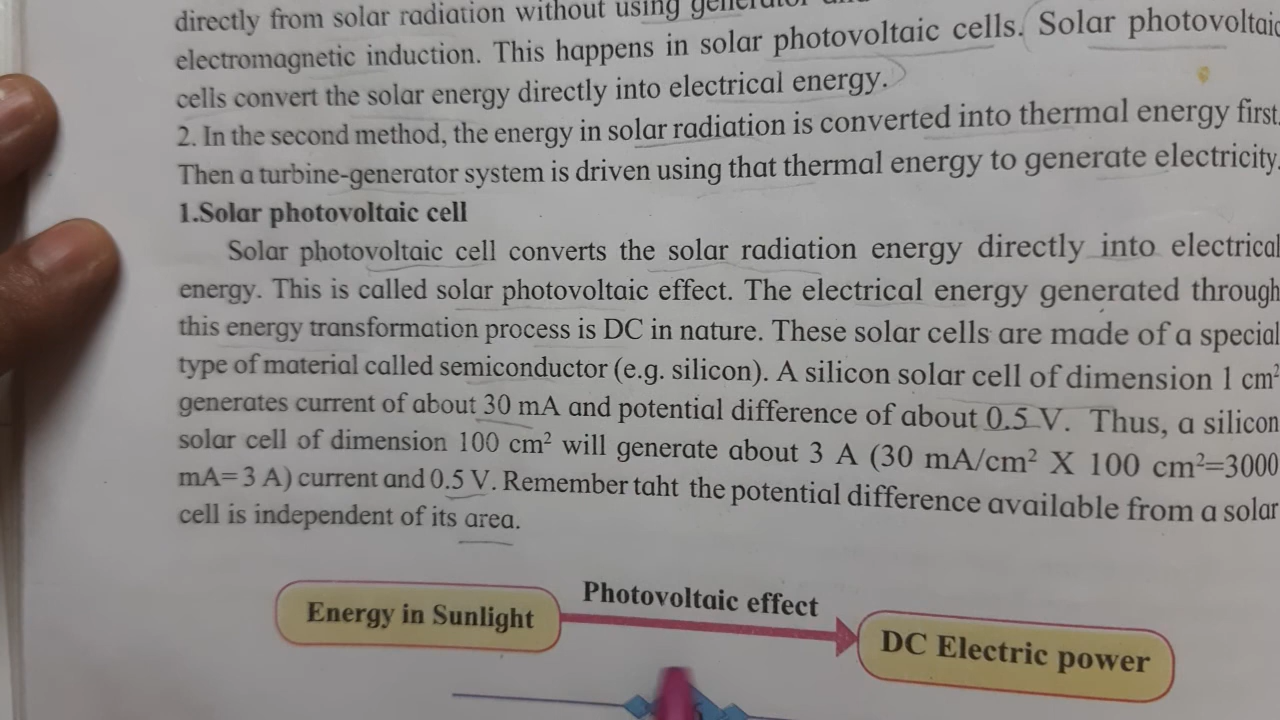 directly from solar radiation without using generator
electromagnetic induction. This happens in solar photovoltaic cells. Solar photovoltaic
cells convert the solar energy directly into electrical energy.
2. In the second method, the energy in solar radiation is converted into thermal energy first.
Then a turbine-generator system is driven using that thermal energy to generate electricity.
1.Solar photovoltaic cell
Solar photovoltaic cell converts the solar radiation energy directly into electrical
energy. This is called solar photovoltaic effect. The electrical energy generated through
this energy transformation process is DC in nature. These solar cells are made of a special
type of material called semiconductor (e.g. silicon). A silicon solar cell of dimension 1 cm²
generates current of about 30 mA and potential difference of about 0.5 V. Thus, a silicon
solar cell of dimension 100 cm² will generate about 3 A (30 mA/cm² X 100 cm²=3000
mA= 3 A) current and 0.5 V. Remember taht the potential difference available from a solar
cell is independent of its area.
Photovoltaic effect
Energy in Sunlight
DC Electric power